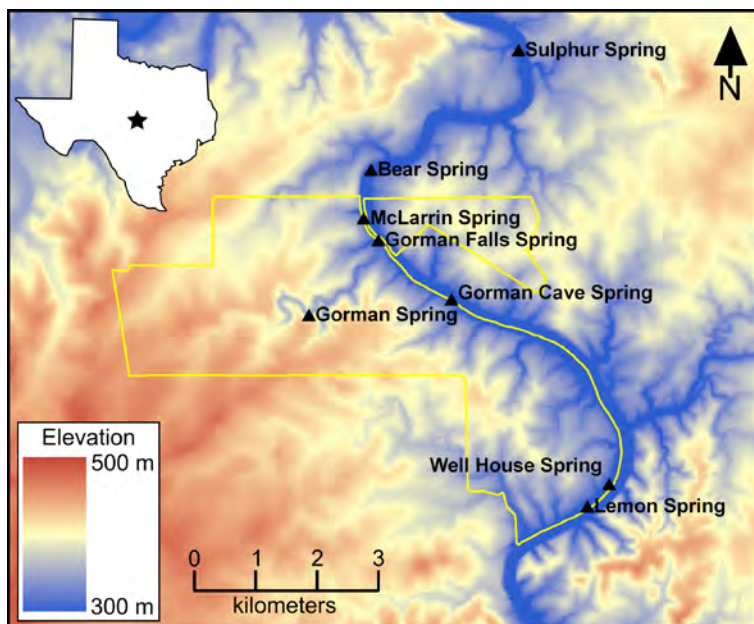 Sulphur Spring
N
Bear Spring
McLarrin Spring
Gorman Falls Spring
Gorman Cave Spring
Gorman Spring
Elevation
500 m
300 m
Well House Spring
Lemon Spring
0 1 2 3
kilometers